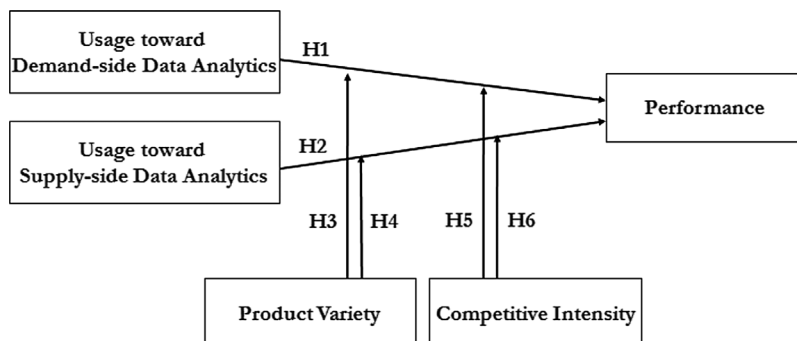 Usage toward
Demand-side Data Analytics
H1
Performance
Usage toward
Supply-side Data Analytics
H2
H3
H4
H5
H6
Product Variety
Competitive Intensity